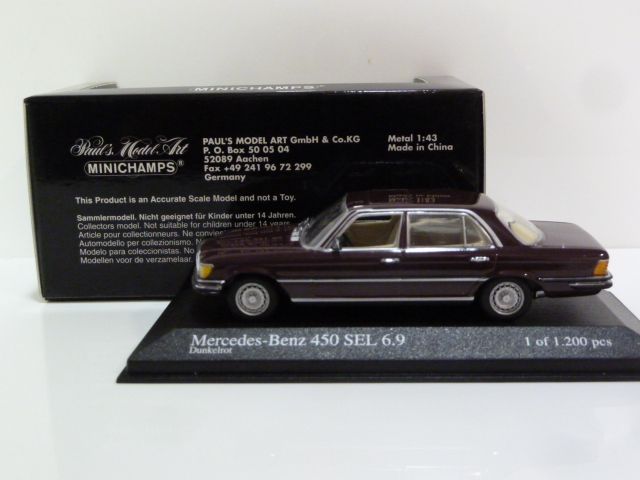 MINICHAMPS
Paul's Model Art
MINICHAMPS®
PAUL'S MODEL ART GmbH & Co.KG
P. O. Box 50 05 04
52089 Aachen
Fax +49 241 96 72 299
Germany
Metal 1:43
Made in China
This Product is an Accurate Scale Model and not a Toy.
Sammlermodell. Nicht geeignet für Kinder unter 14 Jahren.
Collectors model. Not suitable for children under 14 years
Article pour collectionneurs. Ne convien
Automodello per collezionismo. N
Modelo para coleccionistas. No
Modellen voor de verzamelaar.
Mercedes-Benz 450 SEL 6.9
Dunkelrot
1 of 1.200 pcs